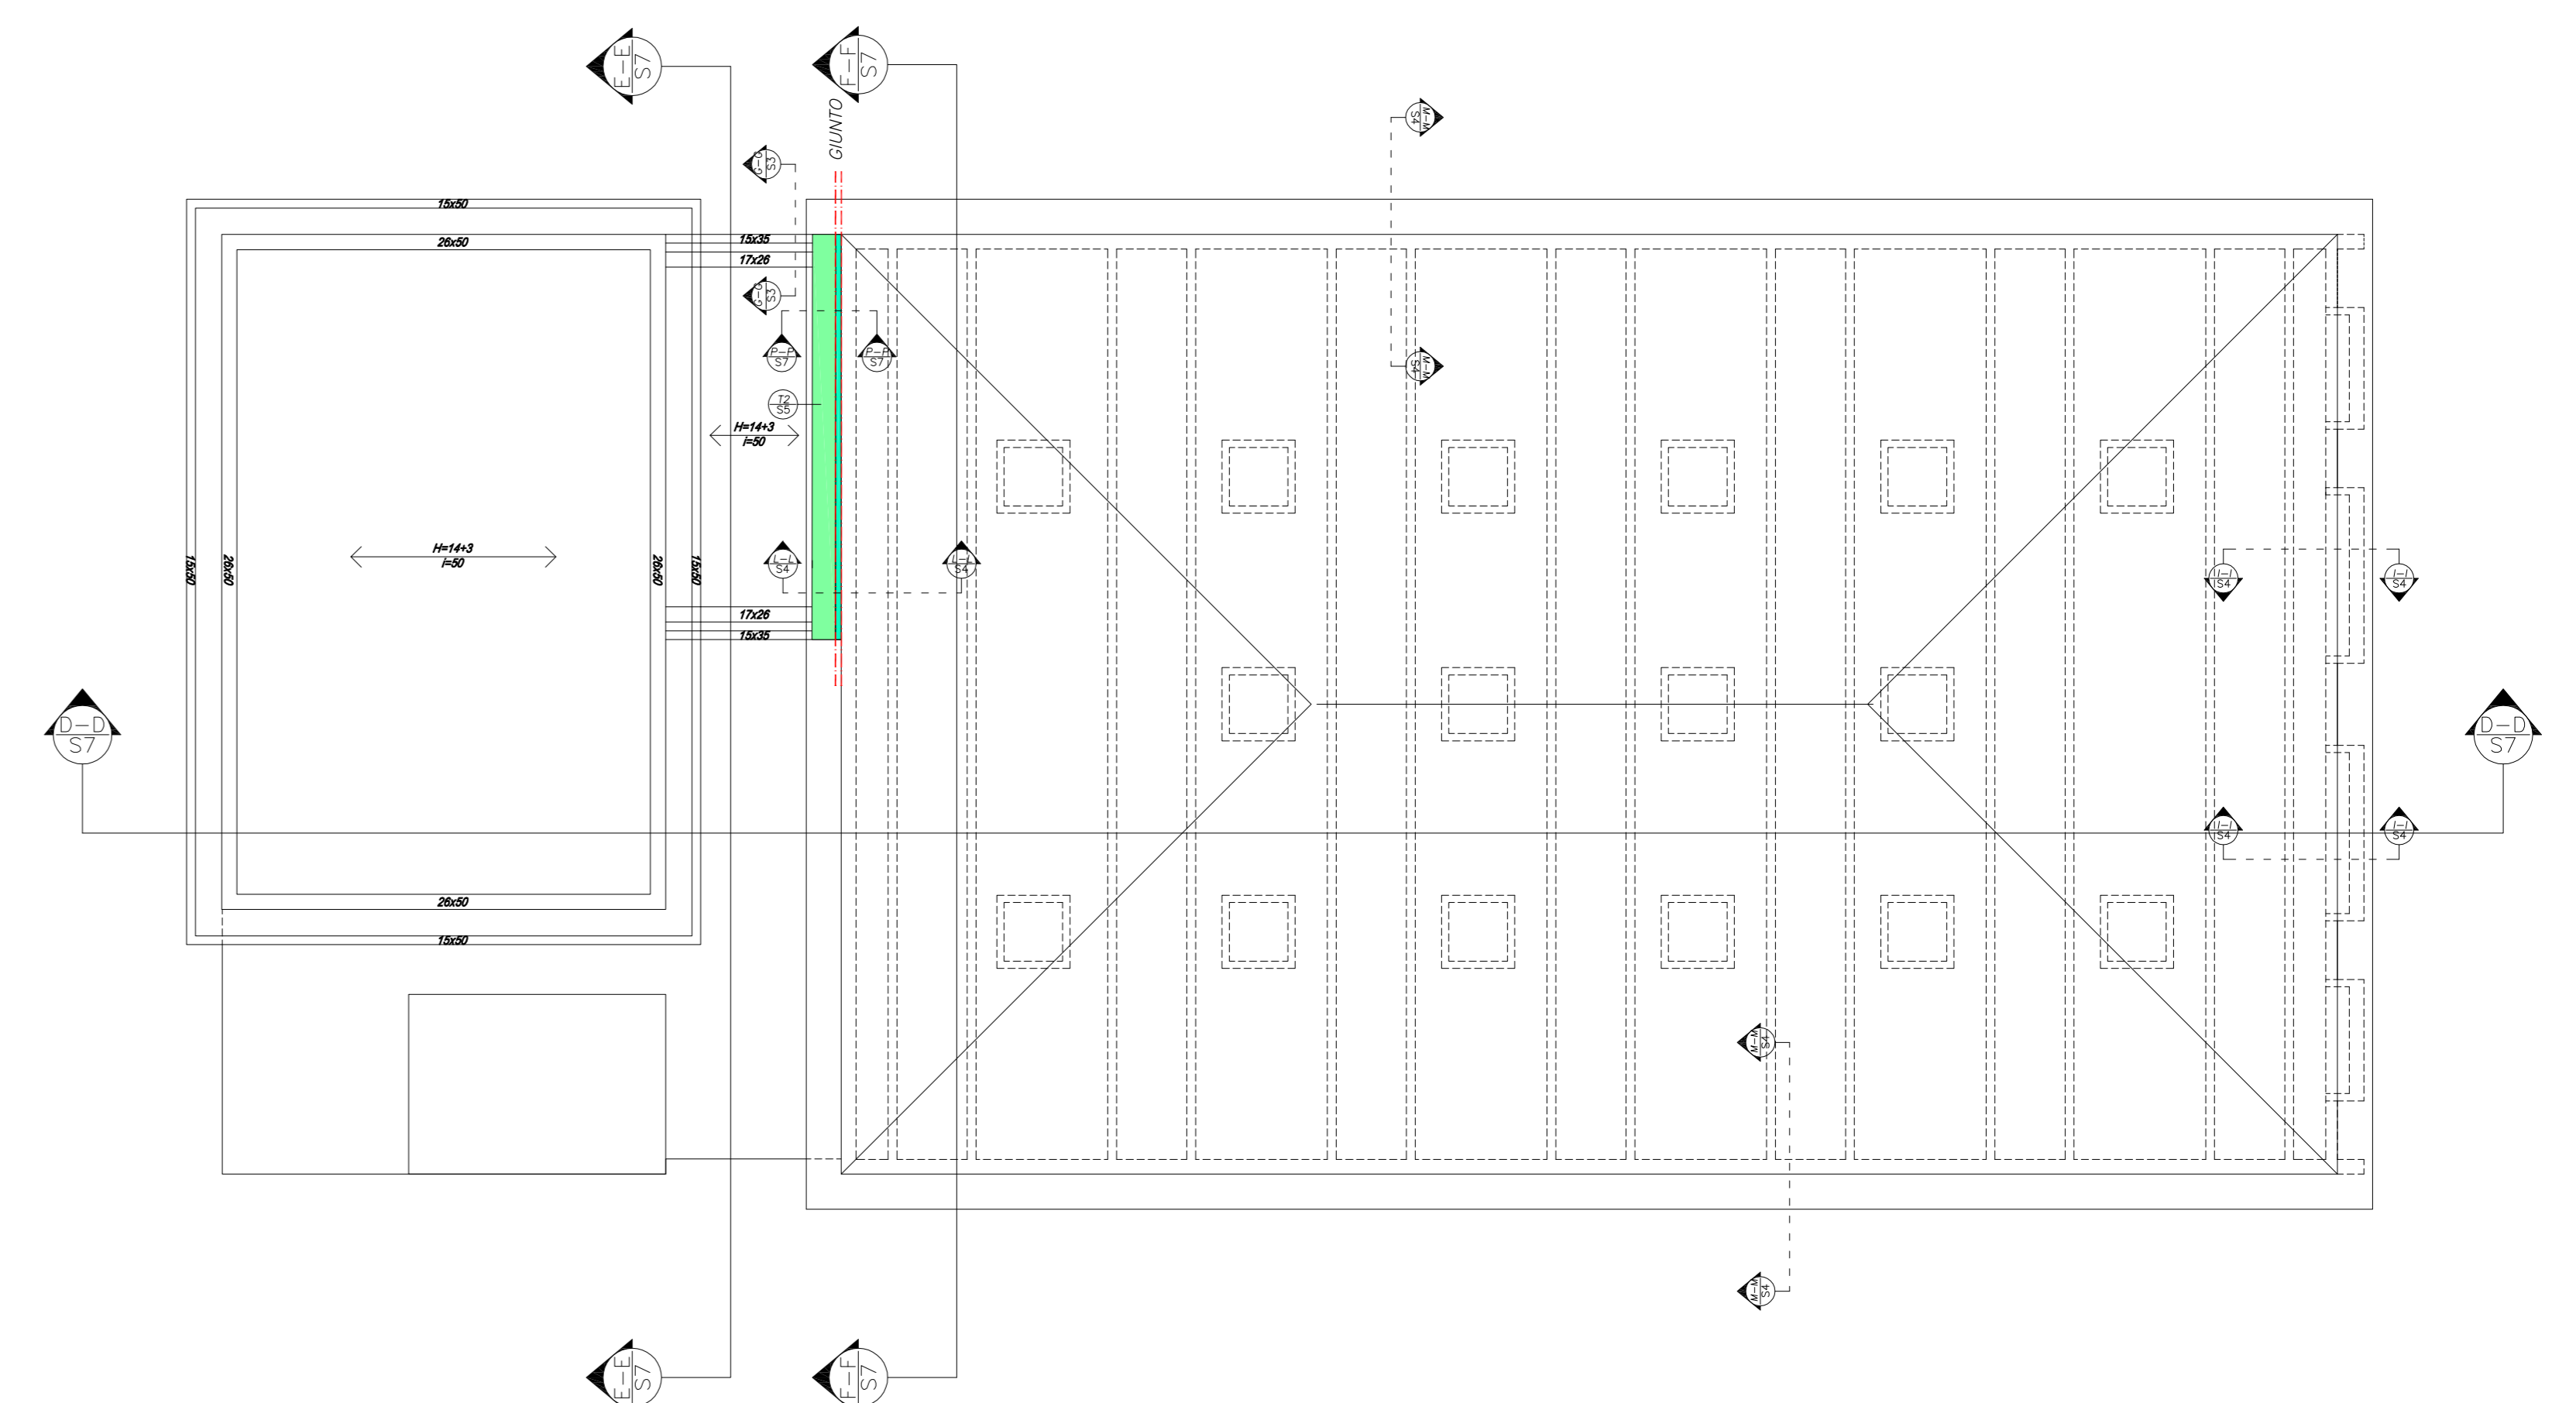 E-E
S7
F-F
S7
GIUNTO
M-M
S4
G-G
S3
15x50
26x50
15x35
17x26
G-G
S3
P-P
S7
P-P
S7
M-M
S4
T2
S5
H=14+3
i=50
H=14+3
i=50
15x50
26x50
26x50
15x50
L-L
S4
L-L
S4
I-I
S4
I-I
S4
17x26
15x35
D-D
S7
D-D
S7
I-I
S4
I-I
S4
26x50
15x50
M-M
S4
M-M
S4
E-E
S7
F-F
S7